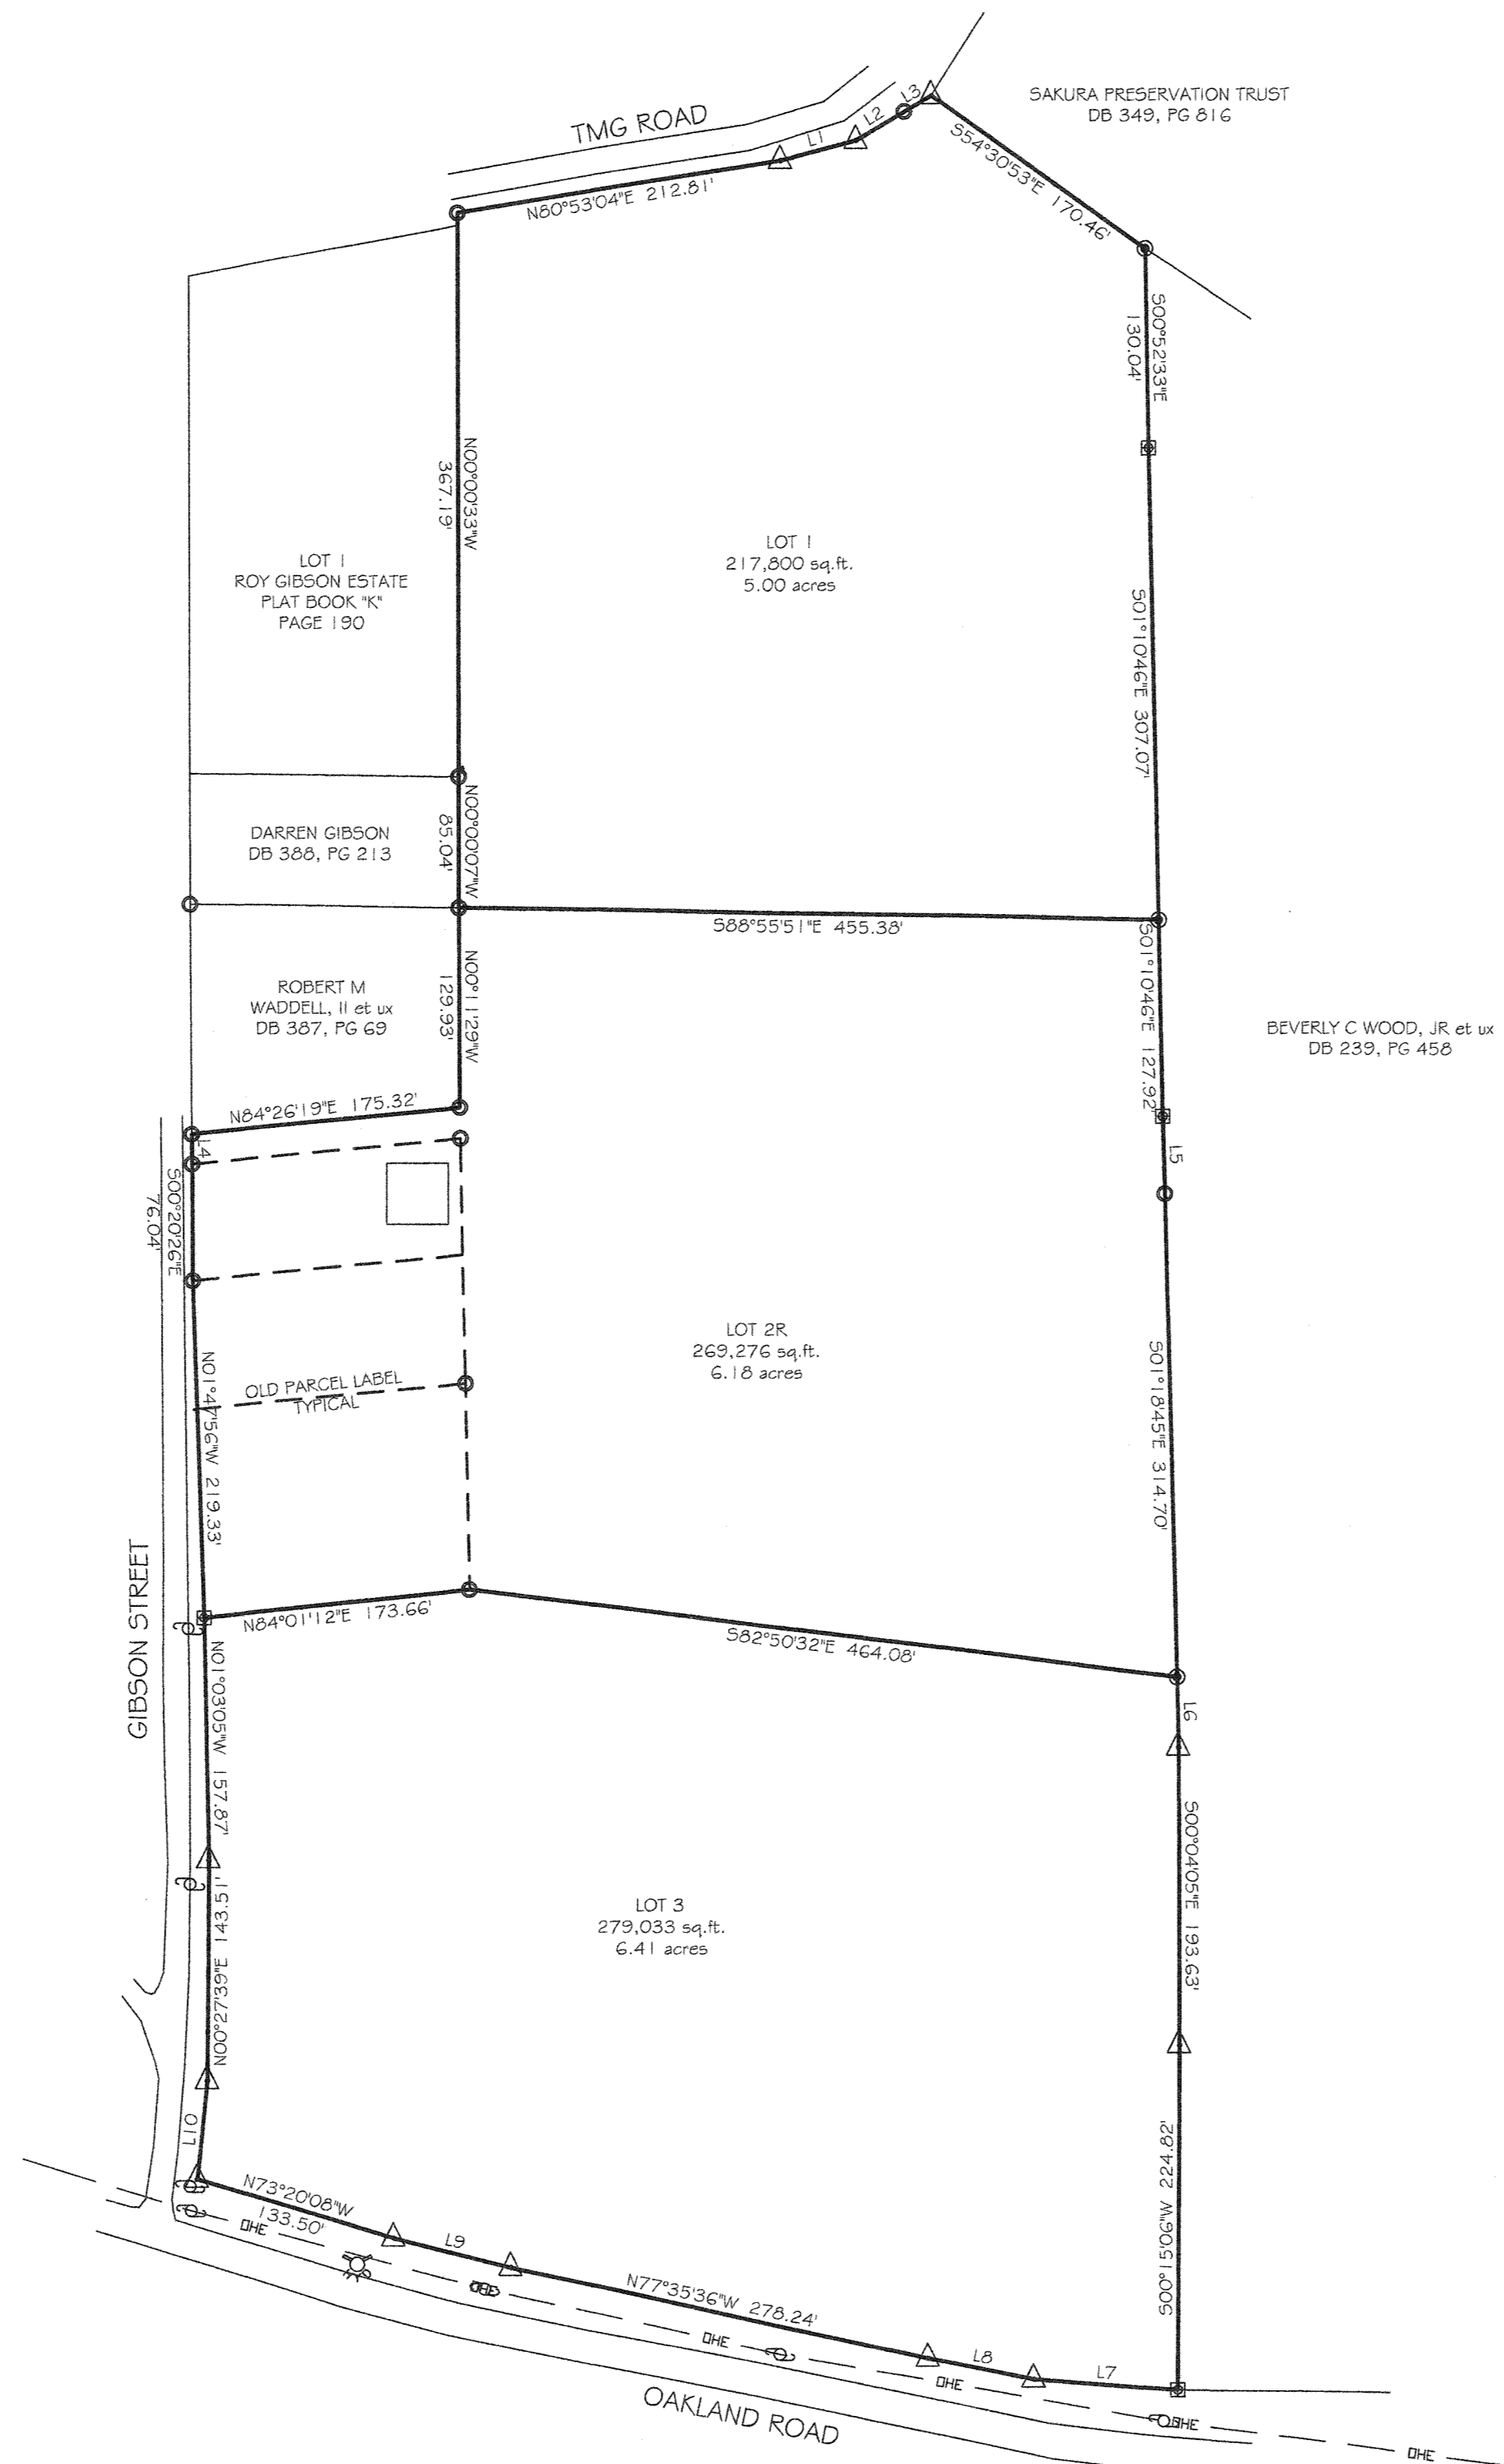 SAKURA PRESERVATION TRUST
DB 349, PG 816
TMG ROAD
L1
L2
L3
S54°30'53"E 170.46'
N80°53'04"E 212.81'
S00°52'33"E
130.04'
N00°00'33"W
367.19'
LOT 1
ROY GIBSON ESTATE
PLAT BOOK "K"
PAGE 190
LOT 1
217,800 sq.ft.
5.00 acres
S01°10'46"E 307.07'
DARREN GIBSON
DB 388, PG 213
N00°00'07"W
85.04'
S88°55'51"E 455.38'
ROBERT M
WADDELL, II et ux
DB 387, PG 69
N00°11'29"W
129.93'
S01°10'46"E 127.92'
BEVERLY C WOOD, JR et ux
DB 239, PG 458
N84°26'19"E 175.32'
L4
L5
S00°20'26"E
76.04'
LOT 2R
269,276 sq.ft.
6.18 acres
OLD PARCEL LABEL
TYPICAL
N01°47'56"W 219.33'
S01°18'45"E 314.70'
GIBSON STREET
N84°01'12"E 173.66'
S82°50'32"E 464.08'
L6
N01°03'05"W 157.87'
S00°04'05"E 193.63'
LOT 3
279,033 sq.ft.
6.41 acres
N00°27'39"E 143.51'
L10
S00°15'06"W 224.82'
N73°20'08"W
133.50'
OHE
L9
OHE
N77°35'36"W 278.24'
OHE
L8
L7
OHE
OAKLAND ROAD
OHE
OHE